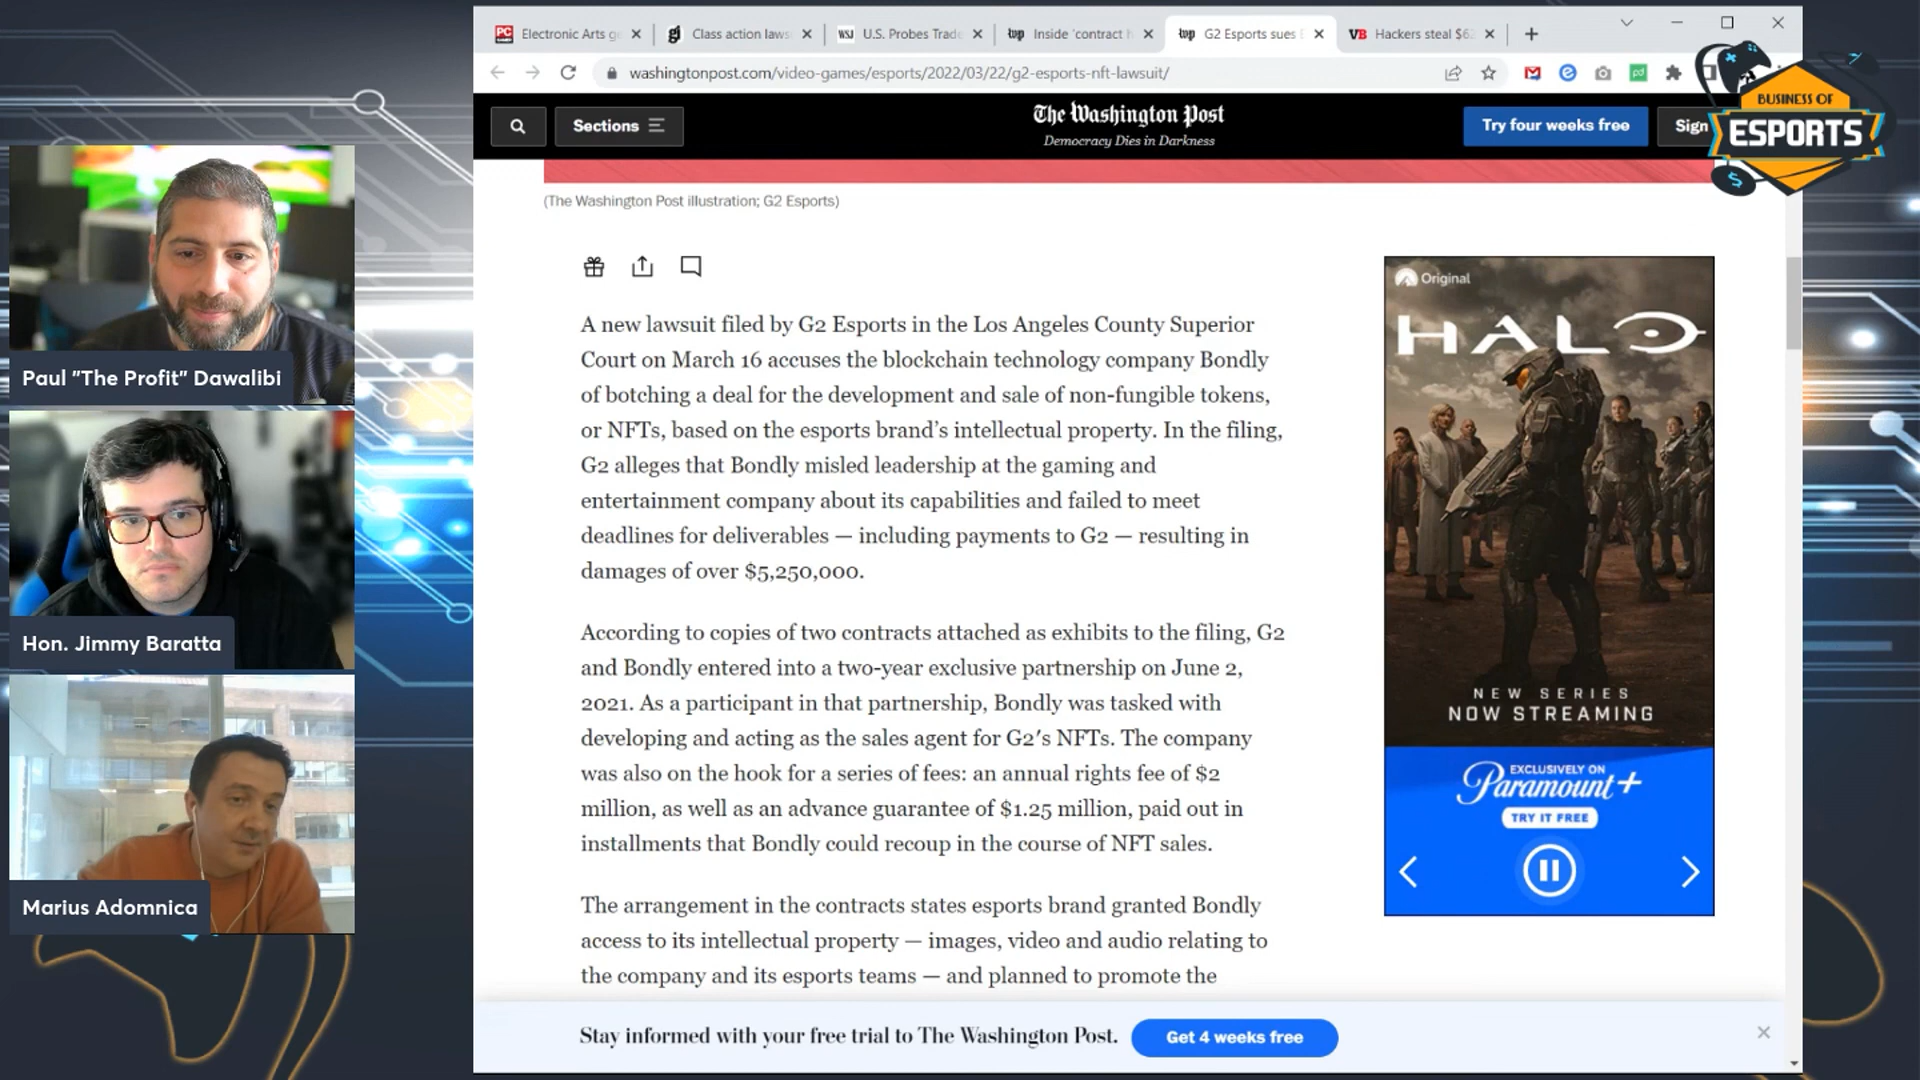 Electronic Arts g
Class action laws
U.S. Probes Trade
Inside 'contract h
G2 Esports sues
Hackers steal $62
washingtonpost.com/video-games/esports/2022/03/22/g2-esports-nft-lawsuit/
BUSINESS OF
ESPORTS
Sections
The Washington Post
Democracy Dies in Darkness
Try four weeks free
Sign
(The Washington Post illustration; G2 Esports)
A new lawsuit filed by G2 Esports in the Los Angeles County Superior
Court on March 16 accuses the blockchain technology company Bondly
of botching a deal for the development and sale of non-fungible tokens,
or NFTs, based on the esports brand’s intellectual property. In the filing,
G2 alleges that Bondly misled leadership at the gaming and
entertainment company about its capabilities and failed to meet
deadlines for deliverables — including payments to G2 — resulting in
damages of over $5,250,000.
According to copies of two contracts attached as exhibits to the filing, G2
and Bondly entered into a two-year exclusive partnership on June 2,
2021. As a participant in that partnership, Bondly was tasked with
developing and acting as the sales agent for G2's NFTs. The company
was also on the hook for a series of fees: an annual rights fee of $2
million, as well as an advance guarantee of $1.25 million, paid out in
installments that Bondly could recoup in the course of NFT sales.
The arrangement in the contracts states esports brand granted Bondly
access to its intellectual property — images, video and audio relating to
the company and its esports teams — and planned to promote the
Original
HALO
NEW SERIES
NOW STREAMING
EXCLUSIVELY ON
Paramount+
TRY IT FREE
Stay informed with your free trial to The Washington Post.
Get 4 weeks free
Paul "The Profit" Dawalibi
Hon. Jimmy Baratta
Marius Adomnica